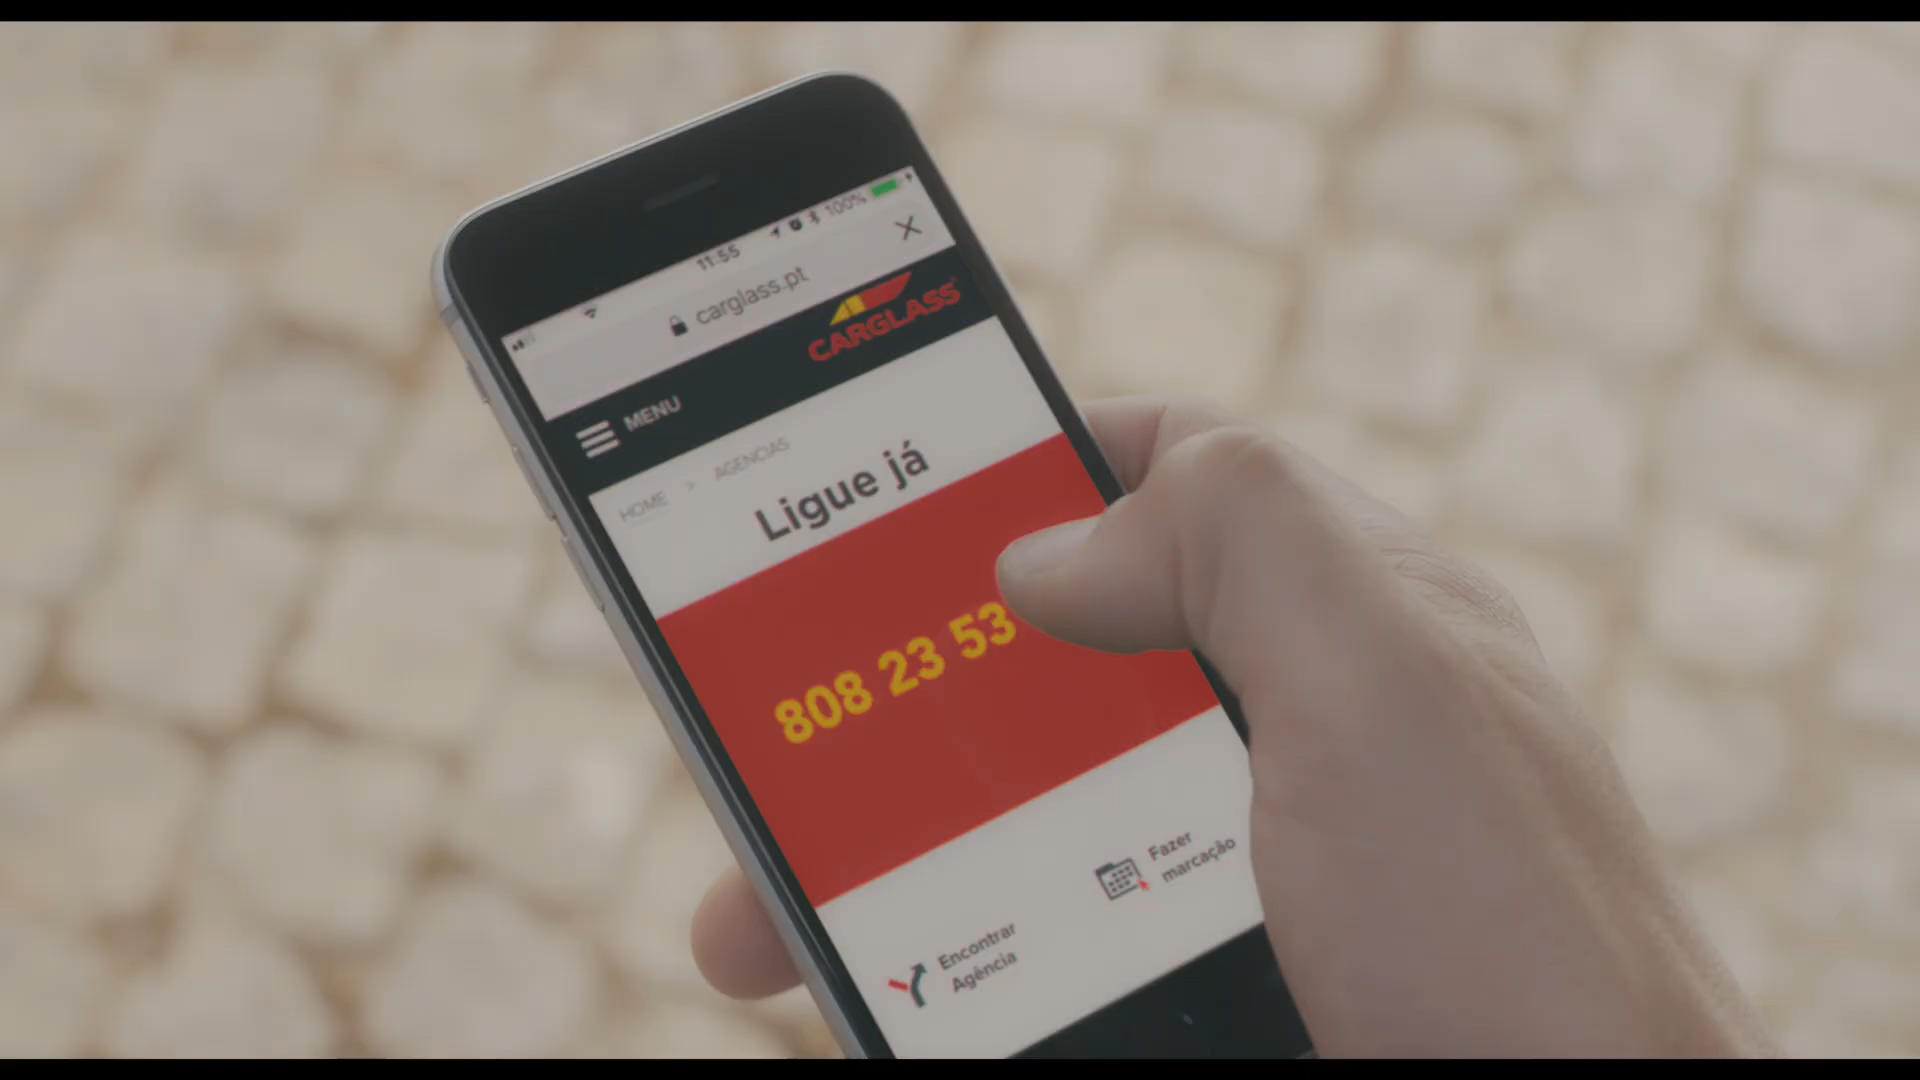 11:55
100%
carglass.pt
CARGLASS
MENU
HOME > AGENCIAS
Ligue já
808 23 53
Fazer
marcação
Encontrar
Agência